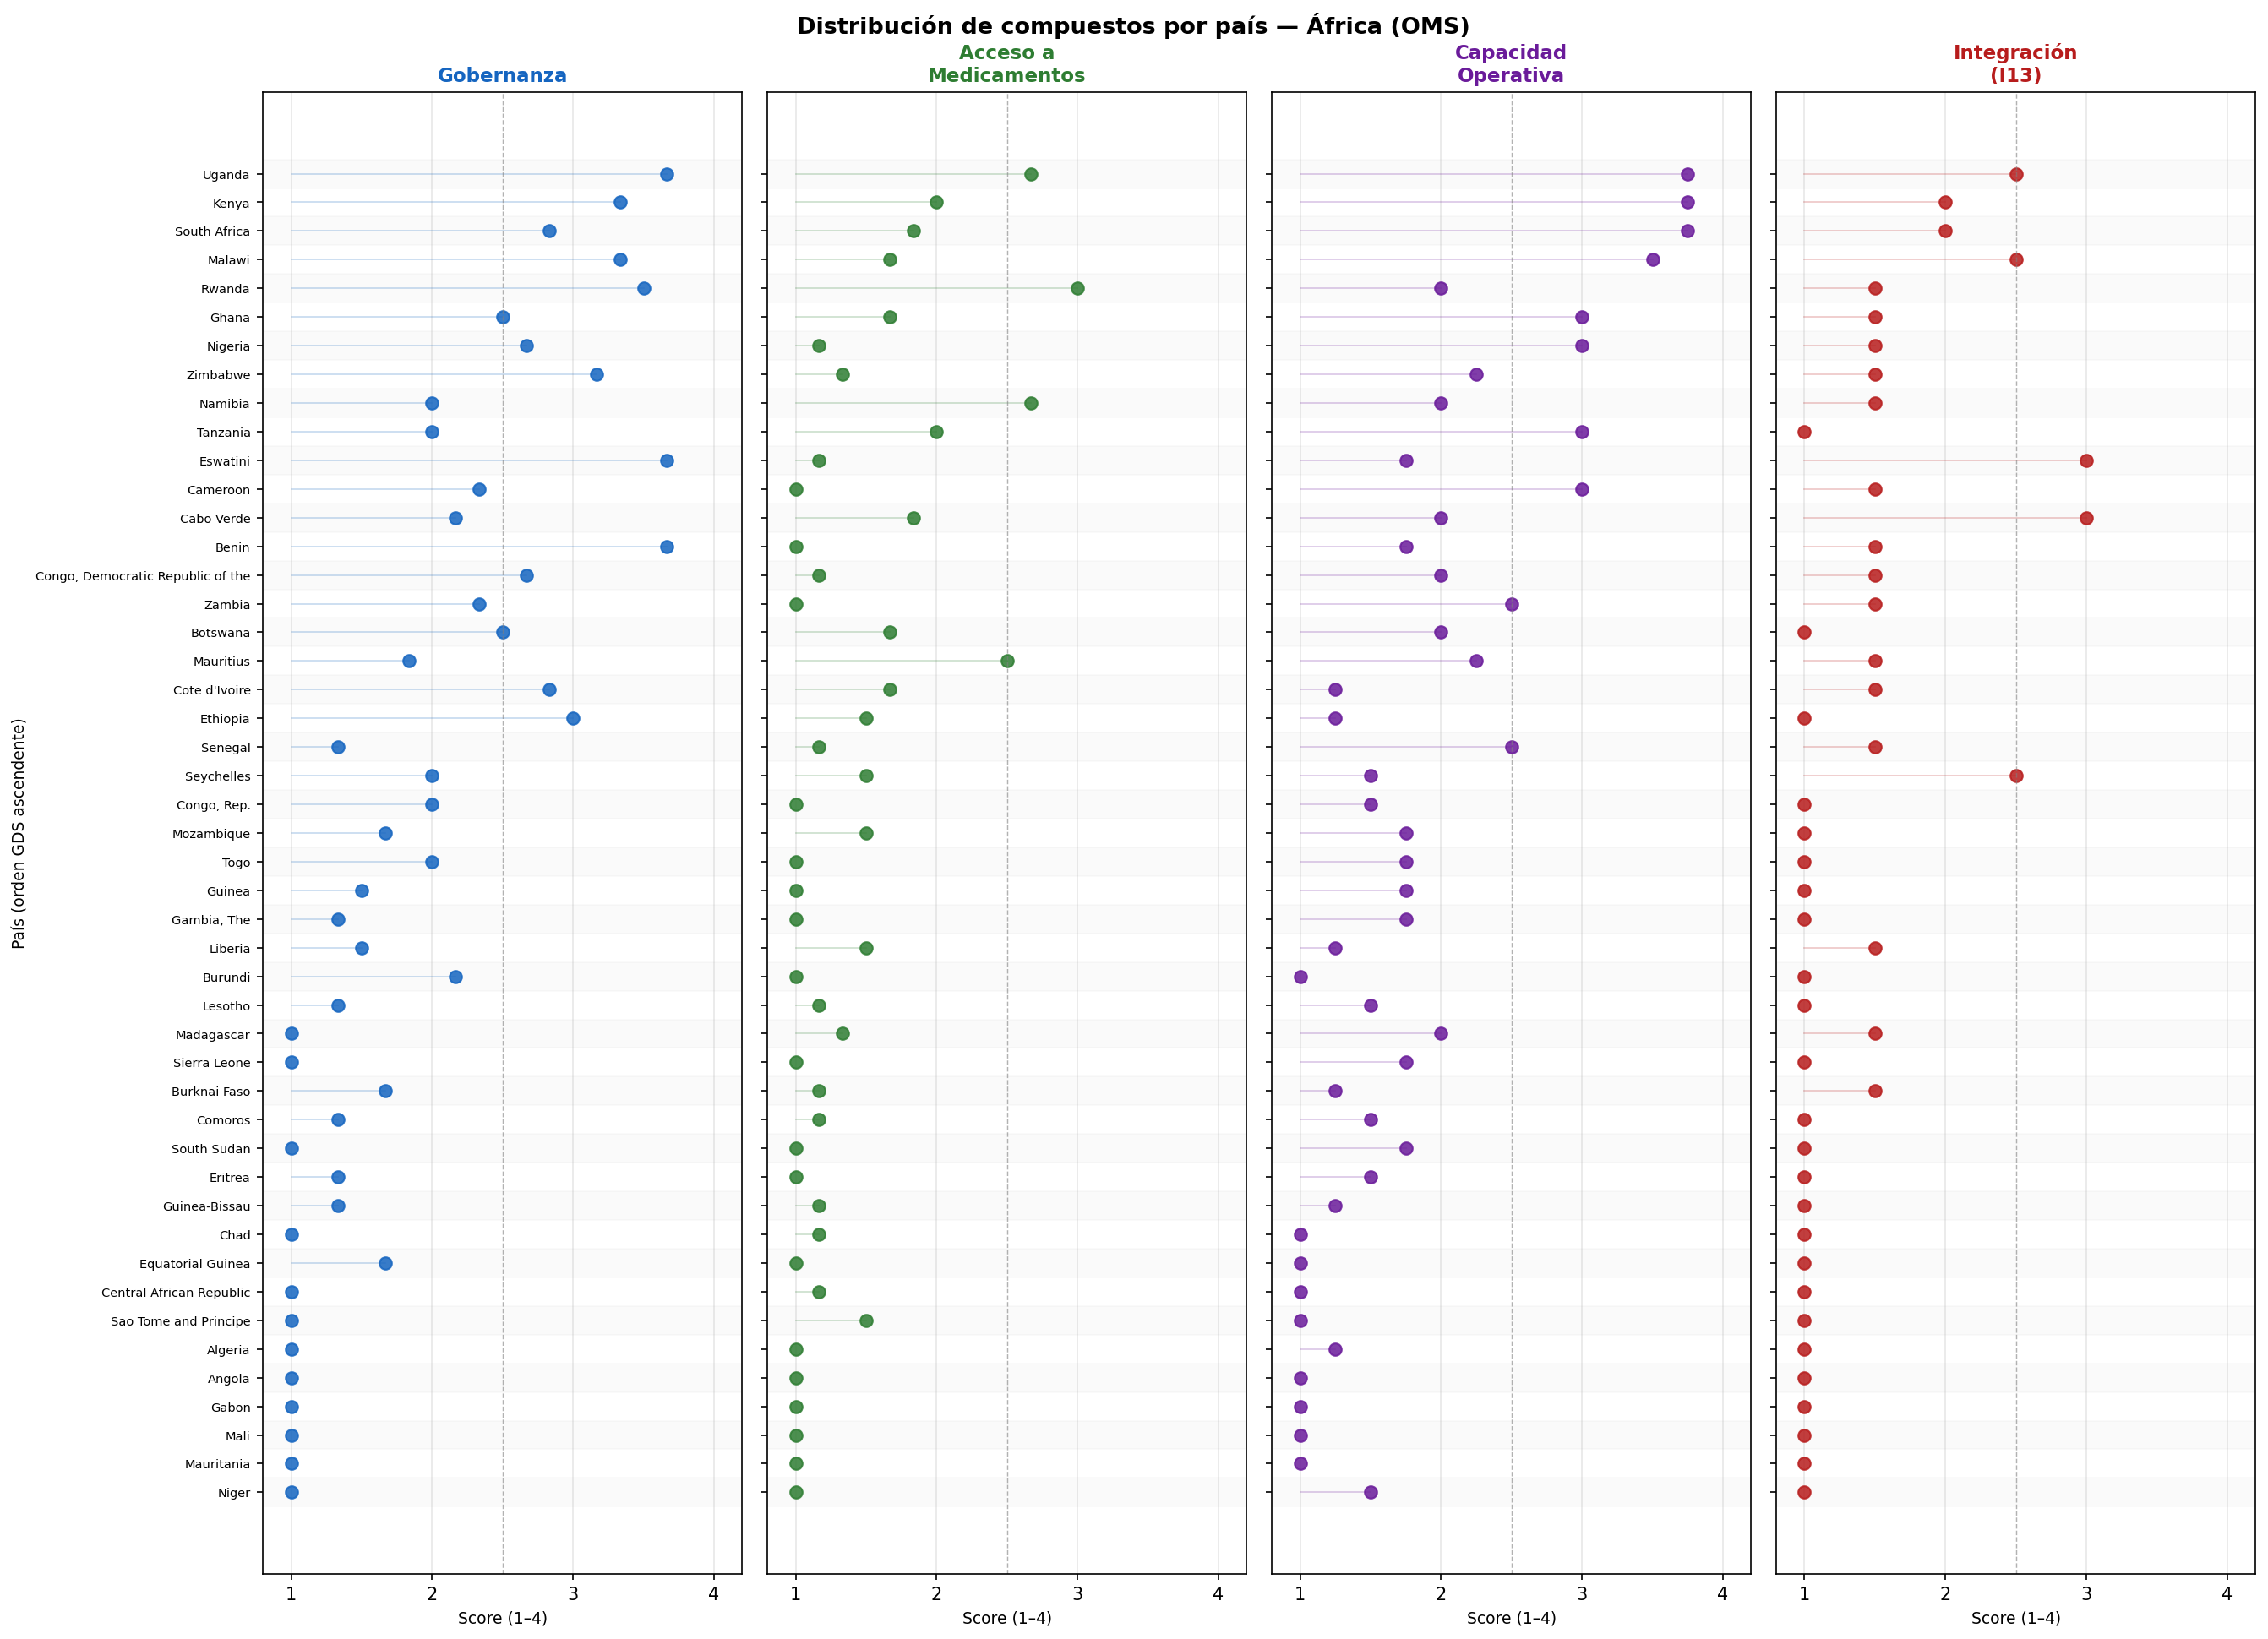 Distribución de compuestos por país — África (OMS)
Gobernanza
Acceso a
Medicamentos
Capacidad
Operativa
Integración
(I13)
País (orden GDS ascendente)
Uganda
Kenya
South Africa
Malawi
Rwanda
Ghana
Nigeria
Zimbabwe
Namibia
Tanzania
Eswatini
Cameroon
Cabo Verde
Benin
Congo, Democratic Republic of the
Zambia
Botswana
Mauritius
Cote d'Ivoire
Ethiopia
Senegal
Seychelles
Congo, Rep.
Mozambique
Togo
Guinea
Gambia, The
Liberia
Burundi
Lesotho
Madagascar
Sierra Leone
Burknai Faso
Comoros
South Sudan
Eritrea
Guinea-Bissau
Chad
Equatorial Guinea
Central African Republic
Sao Tome and Principe
Algeria
Angola
Gabon
Mali
Mauritania
Niger
1 2 3 4
Score (1–4)
1 2 3 4
Score (1–4)
1 2 3 4
Score (1–4)
1 2 3 4
Score (1–4)